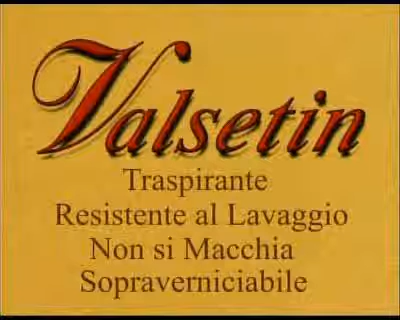 Valsetin
Traspirante
Resistente al Lavaggio
Non si Macchia
Sopraverniciabile